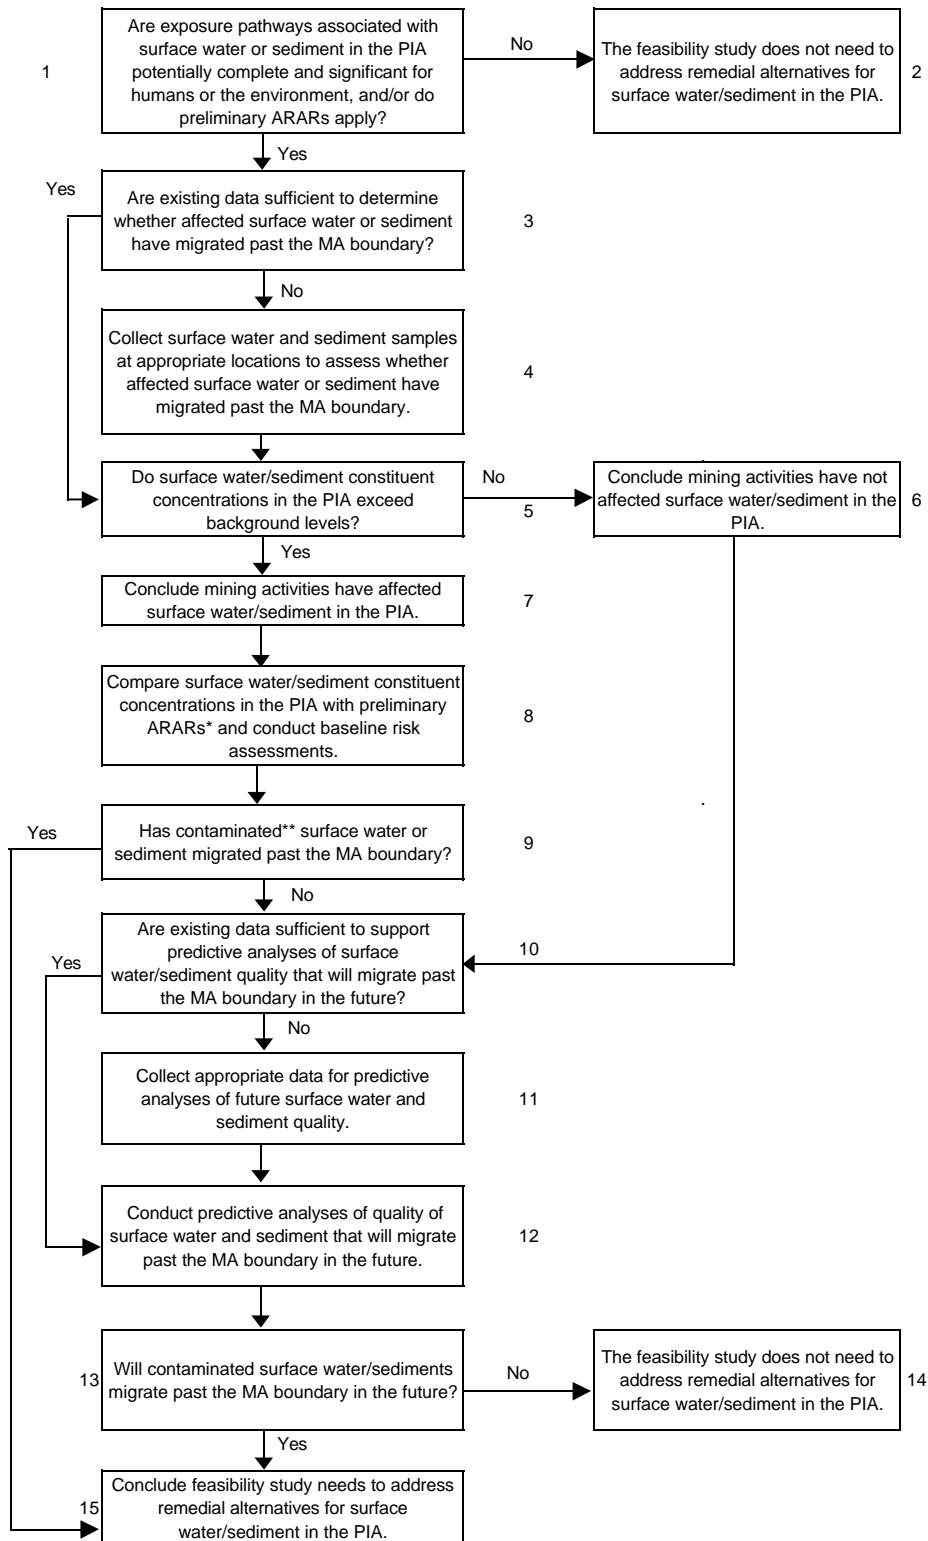 Are exposure pathways associated with
surface water or sediment in the PIA
potentially complete and significant for
humans or the environment, and/or do
preliminary ARARs apply?
1
No
The feasibility study does not need to
address remedial alternatives for
surface water/sediment in the PIA.
2
Yes
Yes
Are existing data sufficient to determine
whether affected surface water or sediment
have migrated past the MA boundary?
3
No
Collect surface water and sediment samples
at appropriate locations to assess whether
affected surface water or sediment have
migrated past the MA boundary.
4
Do surface water/sediment constituent
concentrations in the PIA exceed
background levels?
No
5
Conclude mining activities have not
affected surface water/sediment in the
PIA.
6
Yes
Conclude mining activities have affected
surface water/sediment in the PIA.
7
Compare surface water/sediment constituent
concentrations in the PIA with preliminary
ARARs* and conduct baseline risk
assessments.
8
Yes
Has contaminated** surface water or
sediment migrated past the MA boundary?
9
No
Yes
Are existing data sufficient to support
predictive analyses of surface
water/sediment quality that will migrate past
the MA boundary in the future?
10
No
Collect appropriate data for predictive
analyses of future surface water and
sediment quality.
11
Conduct predictive analyses of quality of
surface water and sediment that will migrate
past the MA boundary in the future.
12
13
Will contaminated surface water/sediments
migrate past the MA boundary in the future?
No
The feasibility study does not need to
address remedial alternatives for
surface water/sediment in the PIA.
14
Yes
15
Conclude feasibility study needs to address
remedial alternatives for surface
water/sediment in the PIA.